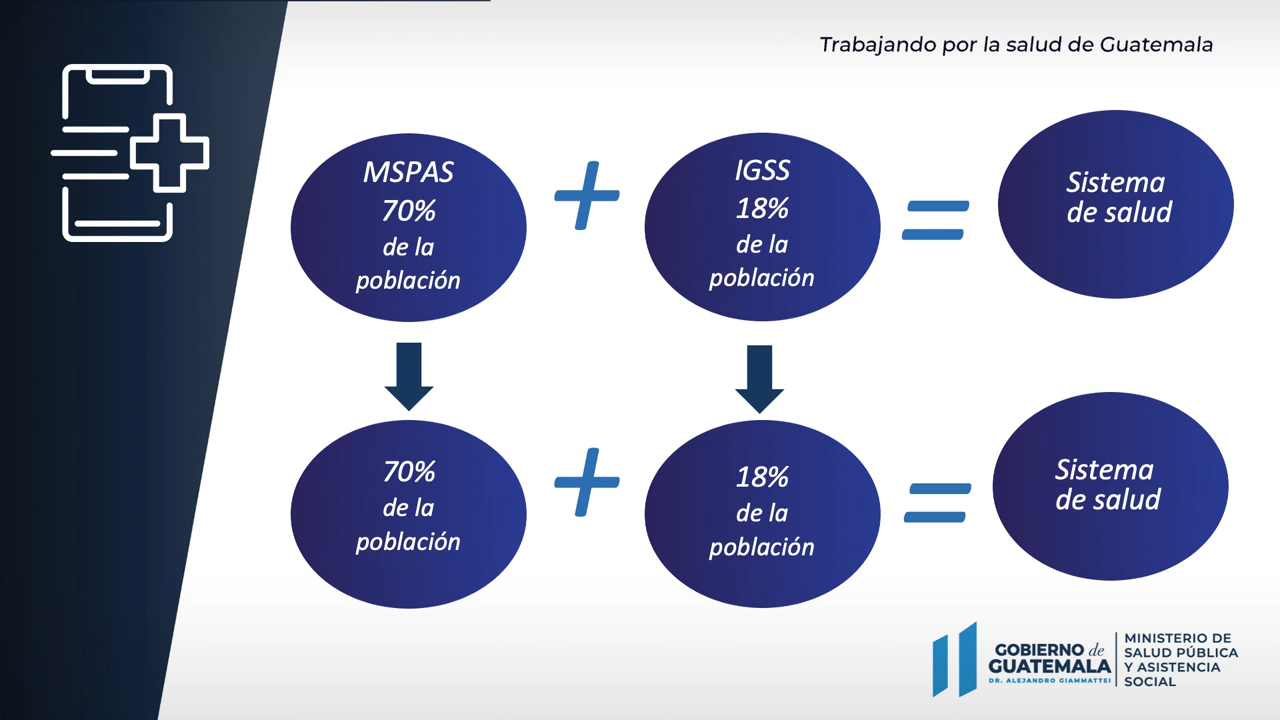 Trabajando por la salud de Guatemala
MSPAS
70%
de la
población
+
IGSS
18%
de la
población
=
Sistema
de salud
70%
de la
población
+
18%
de la
población
=
Sistema
de salud
GOBIERNO de
GUATEMALA
DR. ALEJANDRO GIAMMATTEI
MINISTERIO DE
SALUD PÚBLICA
Y ASISTENCIA
SOCIAL